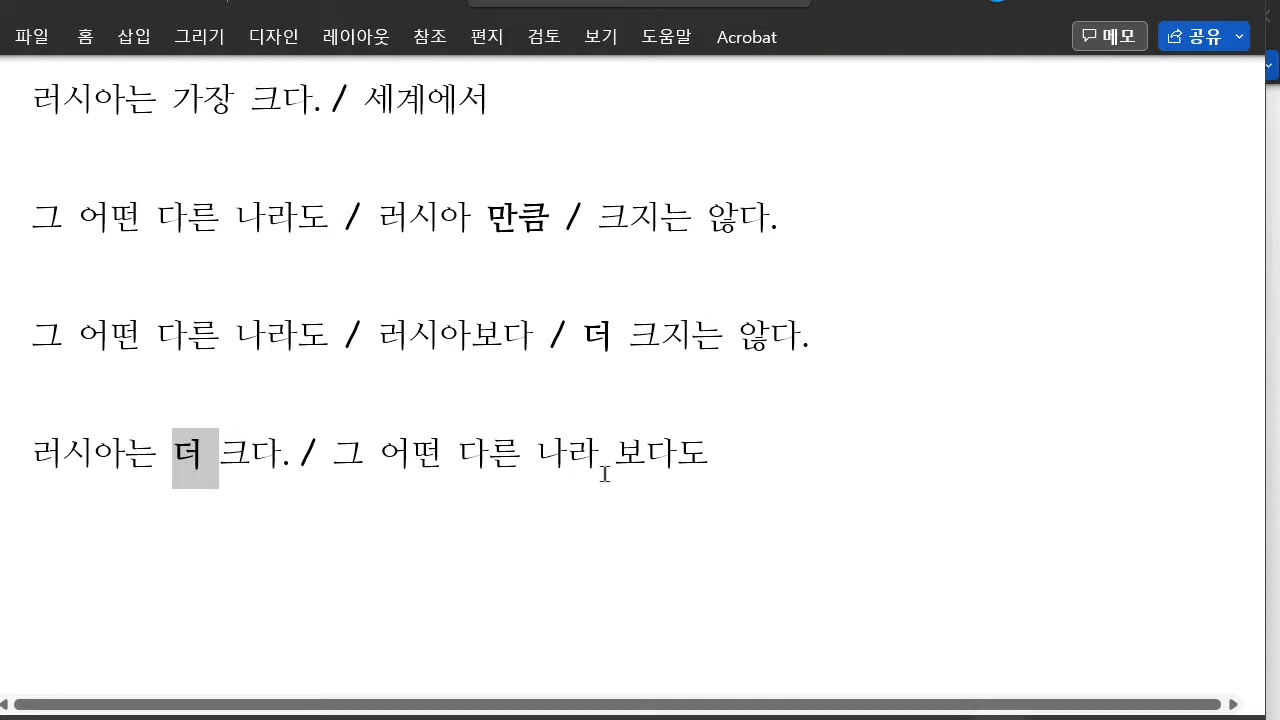 파일 홈 삽입 그리기 디자인 레이아웃 참조 편지 검토 보기 도움말 Acrobat 메모 공유
러시아는 가장 크다. / 세계에서
그 어떤 다른 나라도 / 러시아 만큼 / 크지는 않다.
그 어떤 다른 나라도 / 러시아보다 / 더 크지는 않다.
러시아는 더 크다. / 그 어떤 다른 나라 보다도